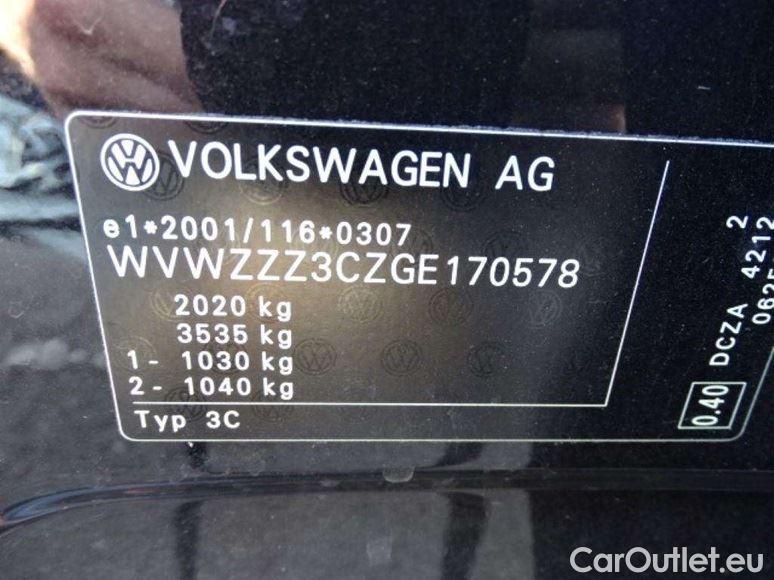 VOLKSWAGEN AG
e1*2001/116*0307
WVWZZZ3CZGE170578
2020 kg
3535 kg
1- 1030 kg
2- 1040 kg
Typ 3C
DCZA 4212 2
0.40
CarOutlet.eu